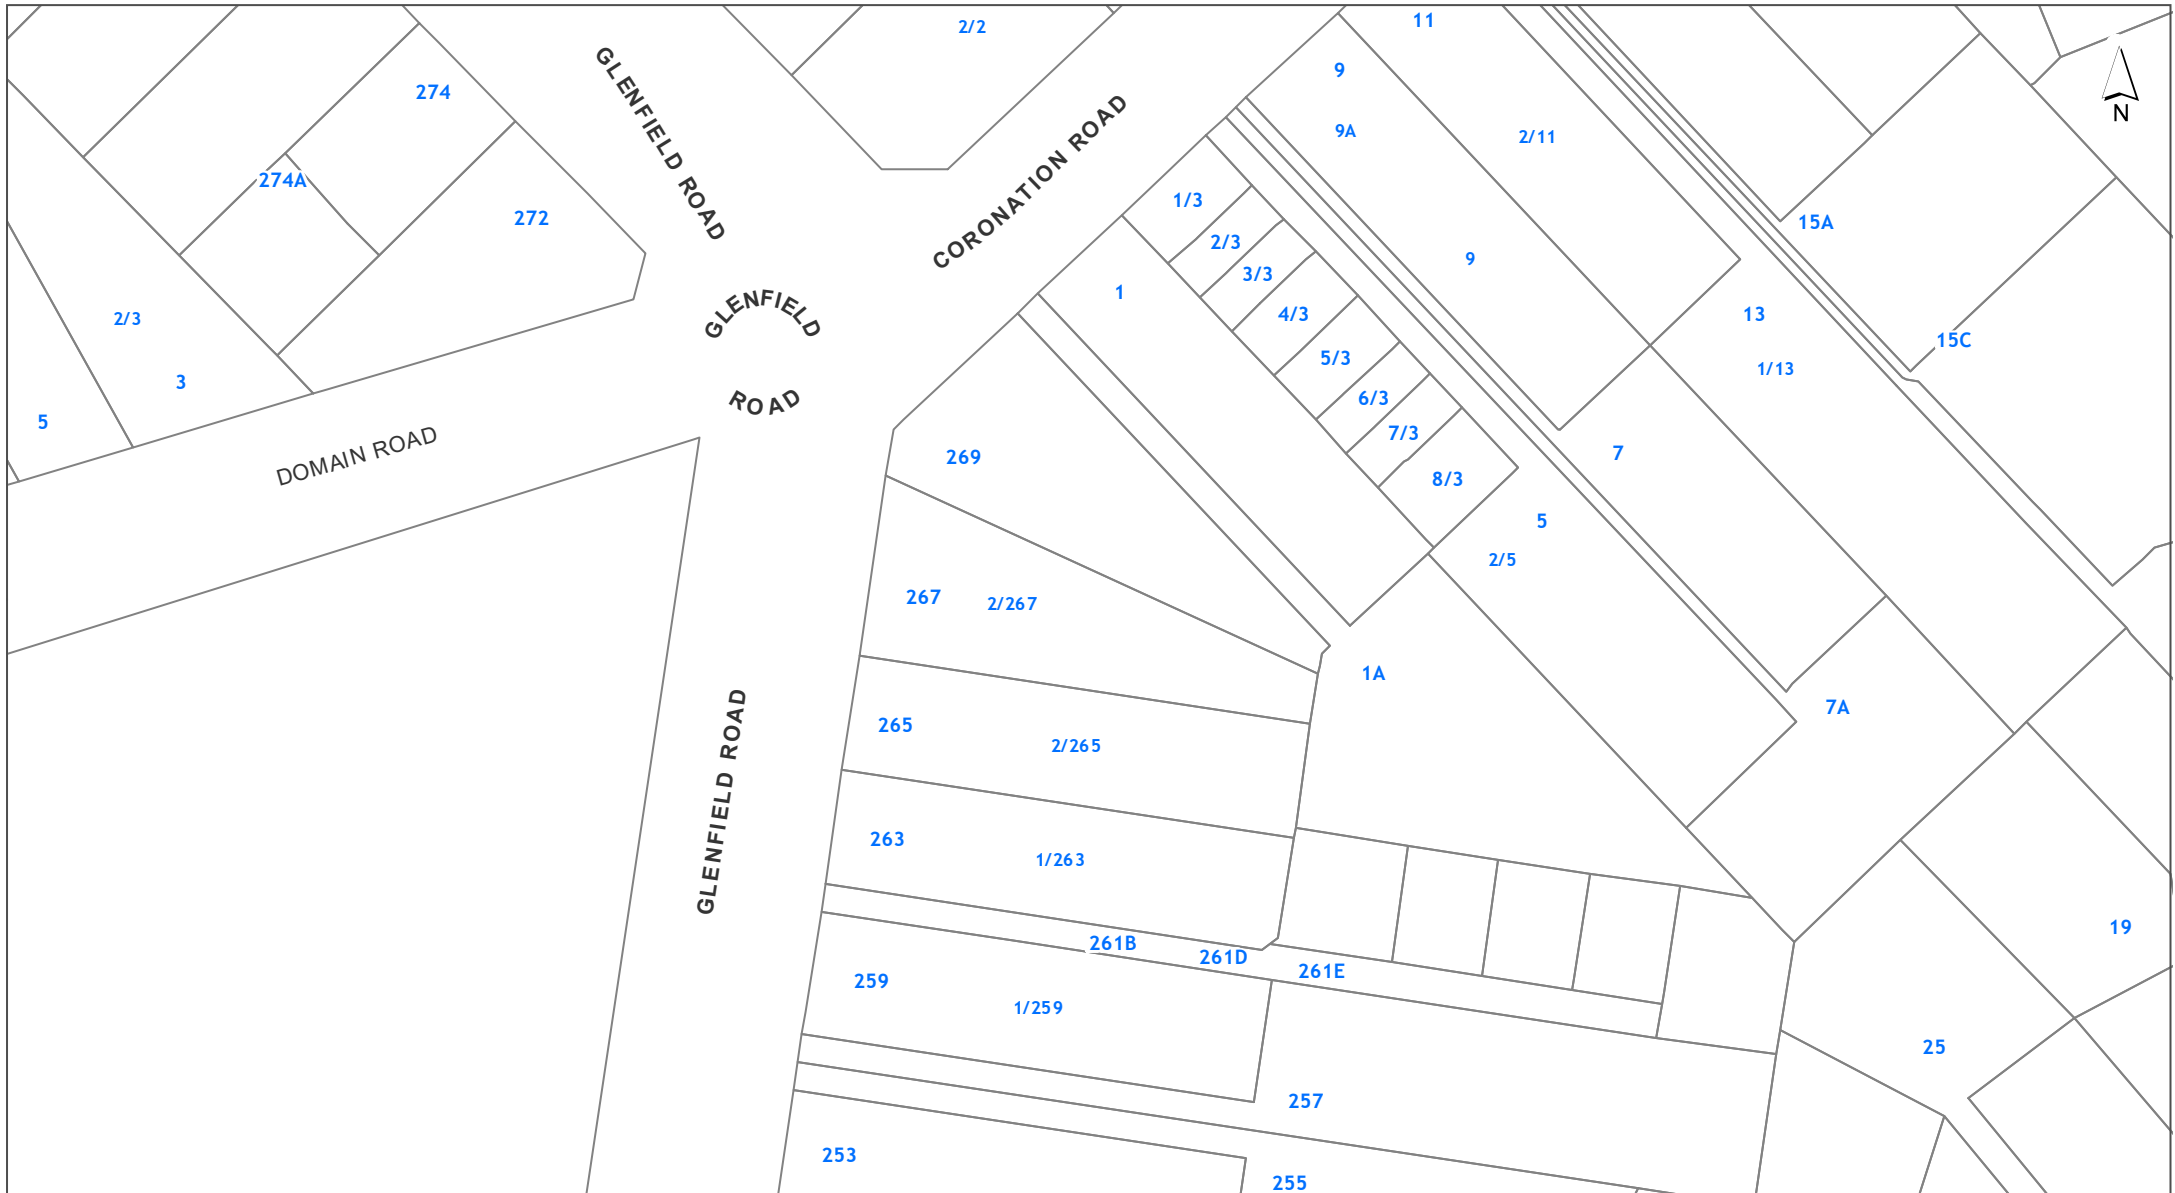 11
2/2
GLENFIELD ROAD
9
274
CORONATION ROAD
N
9A
2/11
274A
1/3
272
15A
2/3
9
3/3
1
4/3
13
2/3
15C
GLENFIELD
ROAD
5/3
1/13
3
6/3
5
7/3
DOMAIN ROAD
7
269
8/3
5
2/5
267
2/267
1A
7A
265
2/265
GLENFIELD ROAD
263
1/263
19
261B
261D
261E
259
1/259
25
257
253
255